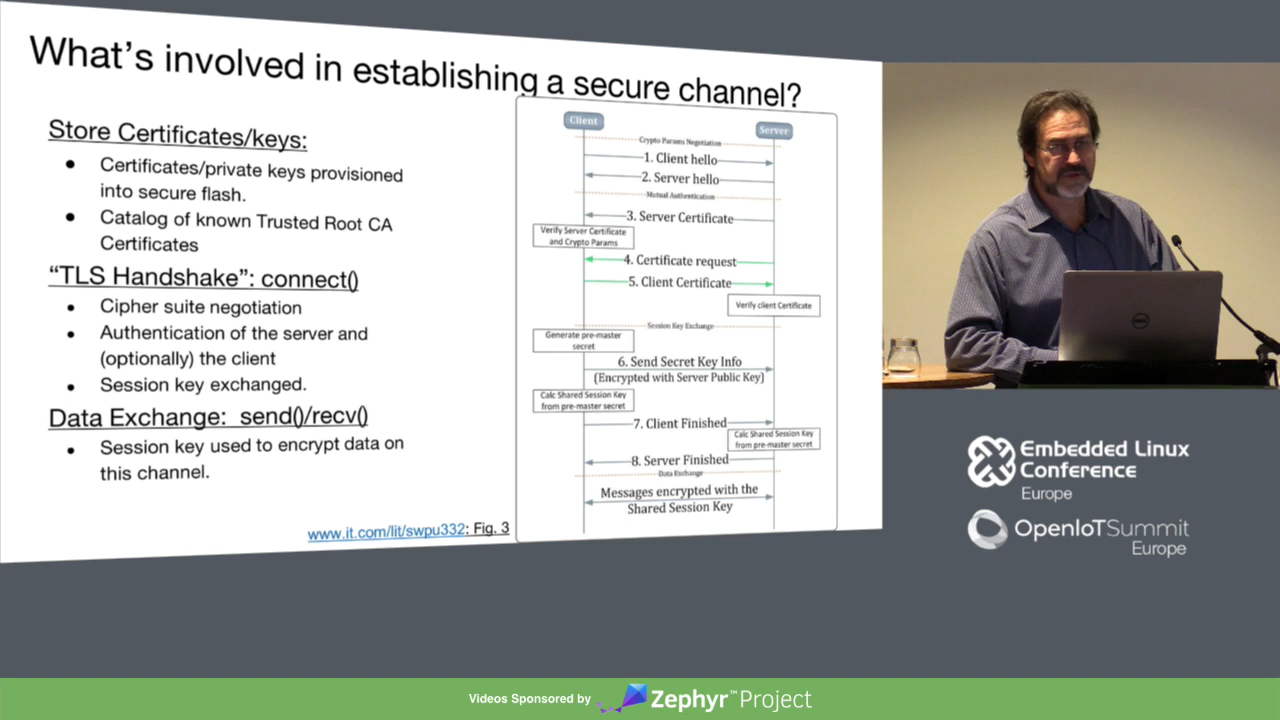 What's involved in establishing a secure channel?
Store Certificates/keys:
● Certificates/private keys provisioned
into secure flash.
● Catalog of known Trusted Root CA
Certificates
“TLS Handshake”: connect()
● Cipher suite negotiation
● Authentication of the server and
(optionally) the client
● Session key exchanged.
Data Exchange: send()/recv()
● Session key used to encrypt data on
this channel.
www.it.com/lit/swpu332: Fig. 3
Client
Server
Crypto Params Negotiation
1. Client hello
2. Server hello
Mutual Authentication
3. Server Certificate
Verify Server Certificate
and Crypto Params
4. Certificate request
5. Client Certificate
Verify client Certificate
Session Key Exchange
Generate pre-master
secret
6. Send Secret Key Info
(Encrypted with Server Public Key)
Calc Shared Session Key
from pre-master secret
7. Client Finished
Calc Shared Session Key
from pre-master secret
8. Server Finished
Data Exchange
Messages encrypted with the
Shared Session Key
DELL
Embedded Linux
Conference
Europe
OpenIoTSummit
Europe
Videos Sponsored by Zephyr™Project